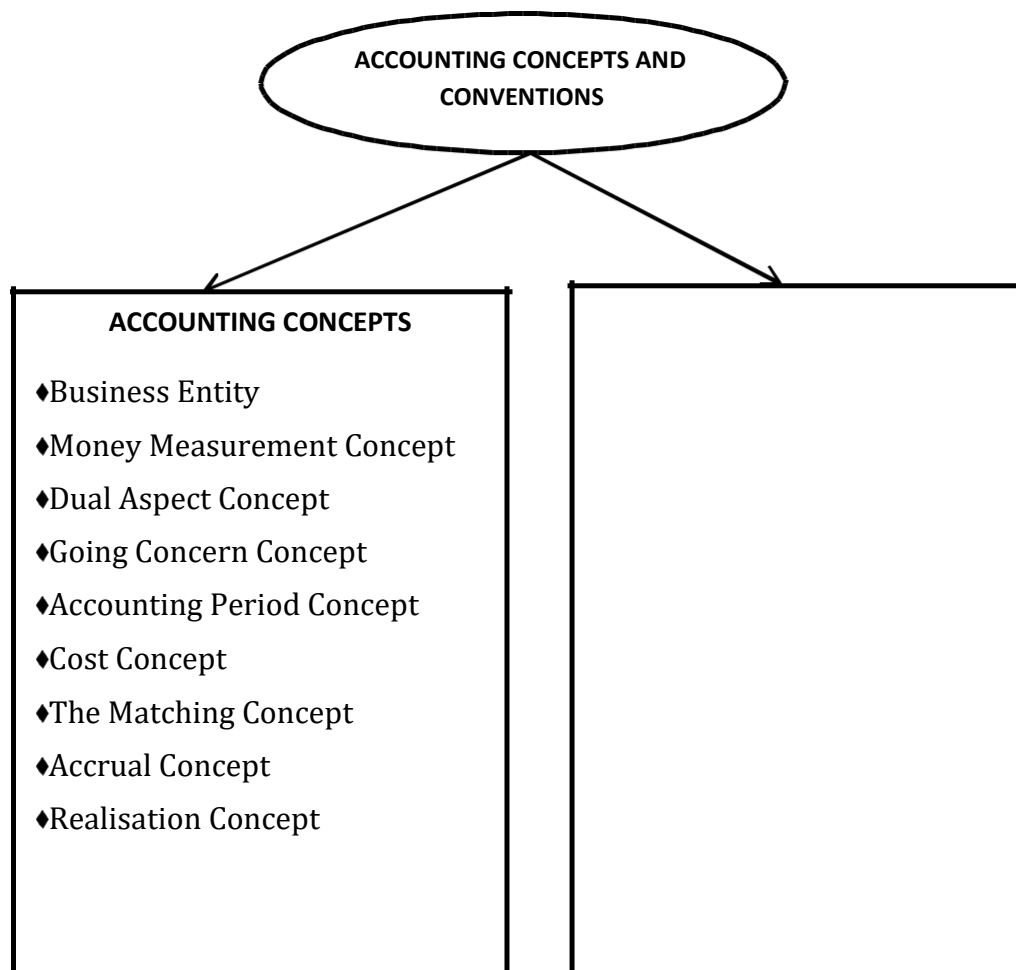 ACCOUNTING CONCEPTS AND
CONVENTIONS
ACCOUNTING CONCEPTS
♦Business Entity
♦Money Measurement Concept
♦Dual Aspect Concept
♦Going Concern Concept
♦Accounting Period Concept
♦Cost Concept
♦The Matching Concept
♦Accrual Concept
♦Realisation Concept